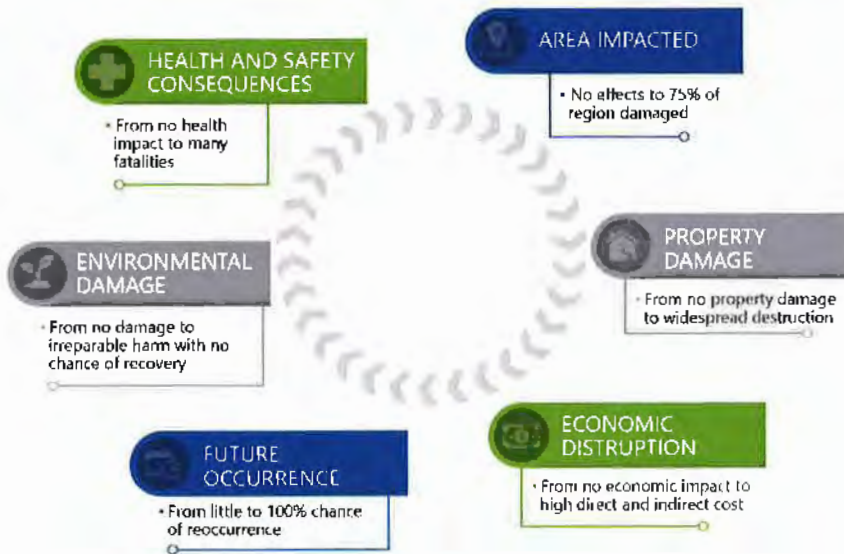 HEALTH AND SAFETY
CONSEQUENCES
• From no health
impact to many
fatalities
AREA IMPACTED
• No effects to 75% of
region damaged
PROPERTY
DAMAGE
• From no property damage
to widespread destruction
ECONOMIC
DISTRUPTION
• From no economic impact to
high direct and indirect cost
FUTURE
OCCURRENCE
• From little to 100% chance
of reoccurrence
ENVIRONMENTAL
DAMAGE
• From no damage to
irreparable harm with no
chance of recovery